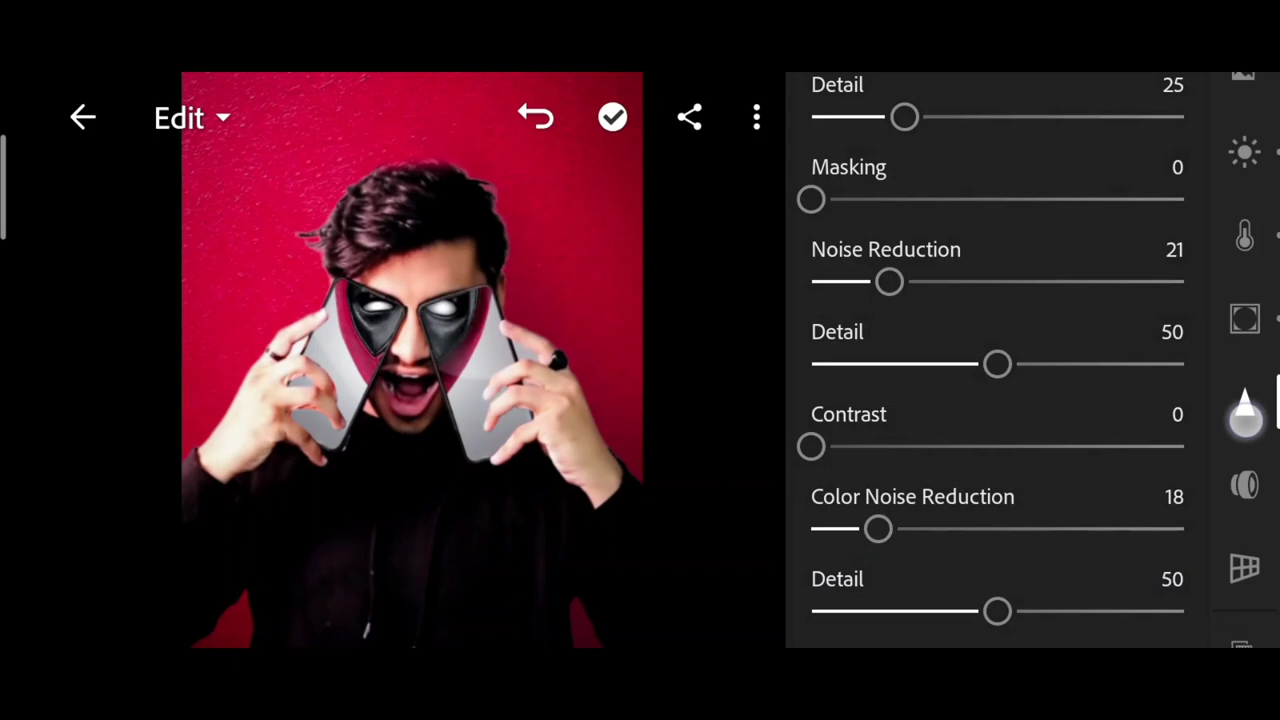 Edit
Detail 25
Masking 0
Noise Reduction 21
Detail 50
Contrast 0
Color Noise Reduction 18
Detail 50